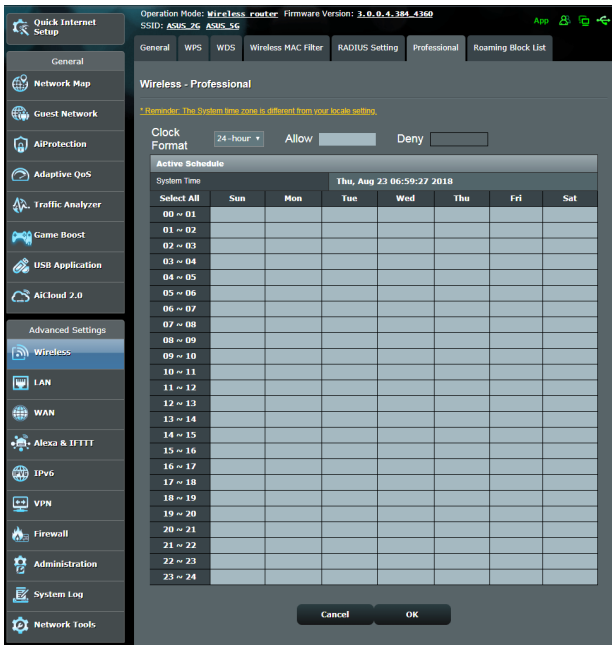 Quick Internet
Setup
General
Network Map
Guest Network
AiProtection
Adaptive QoS
Traffic Analyzer
Game Boost
USB Application
AiCloud 2.0
Advanced Settings
Wireless
LAN
WAN
Alexa & IFTTT
IPv6
VPN
Firewall
Administration
System Log
Network Tools
Operation Mode: Wireless router Firmware Version: 3.0.0.4.384_4360
SSID: ASUS_2G ASUS_5G
App
General WPS WDS Wireless MAC Filter RADIUS Setting Professional Roaming Block List
Wireless - Professional
* Reminder: The System time zone is different from your locale setting.
Clock
Format
24-hour Allow Deny
Active Schedule
System Time Thu, Aug 23 06:59:27 2018
Select All Sun Mon Tue Wed Thu Fri Sat
00 ~ 01
01 ~ 02
02 ~ 03
03 ~ 04
04 ~ 05
05 ~ 06
06 ~ 07
07 ~ 08
08 ~ 09
09 ~ 10
10 ~ 11
11 ~ 12
12 ~ 13
13 ~ 14
14 ~ 15
15 ~ 16
16 ~ 17
17 ~ 18
18 ~ 19
19 ~ 20
20 ~ 21
21 ~ 22
22 ~ 23
23 ~ 24
Cancel OK